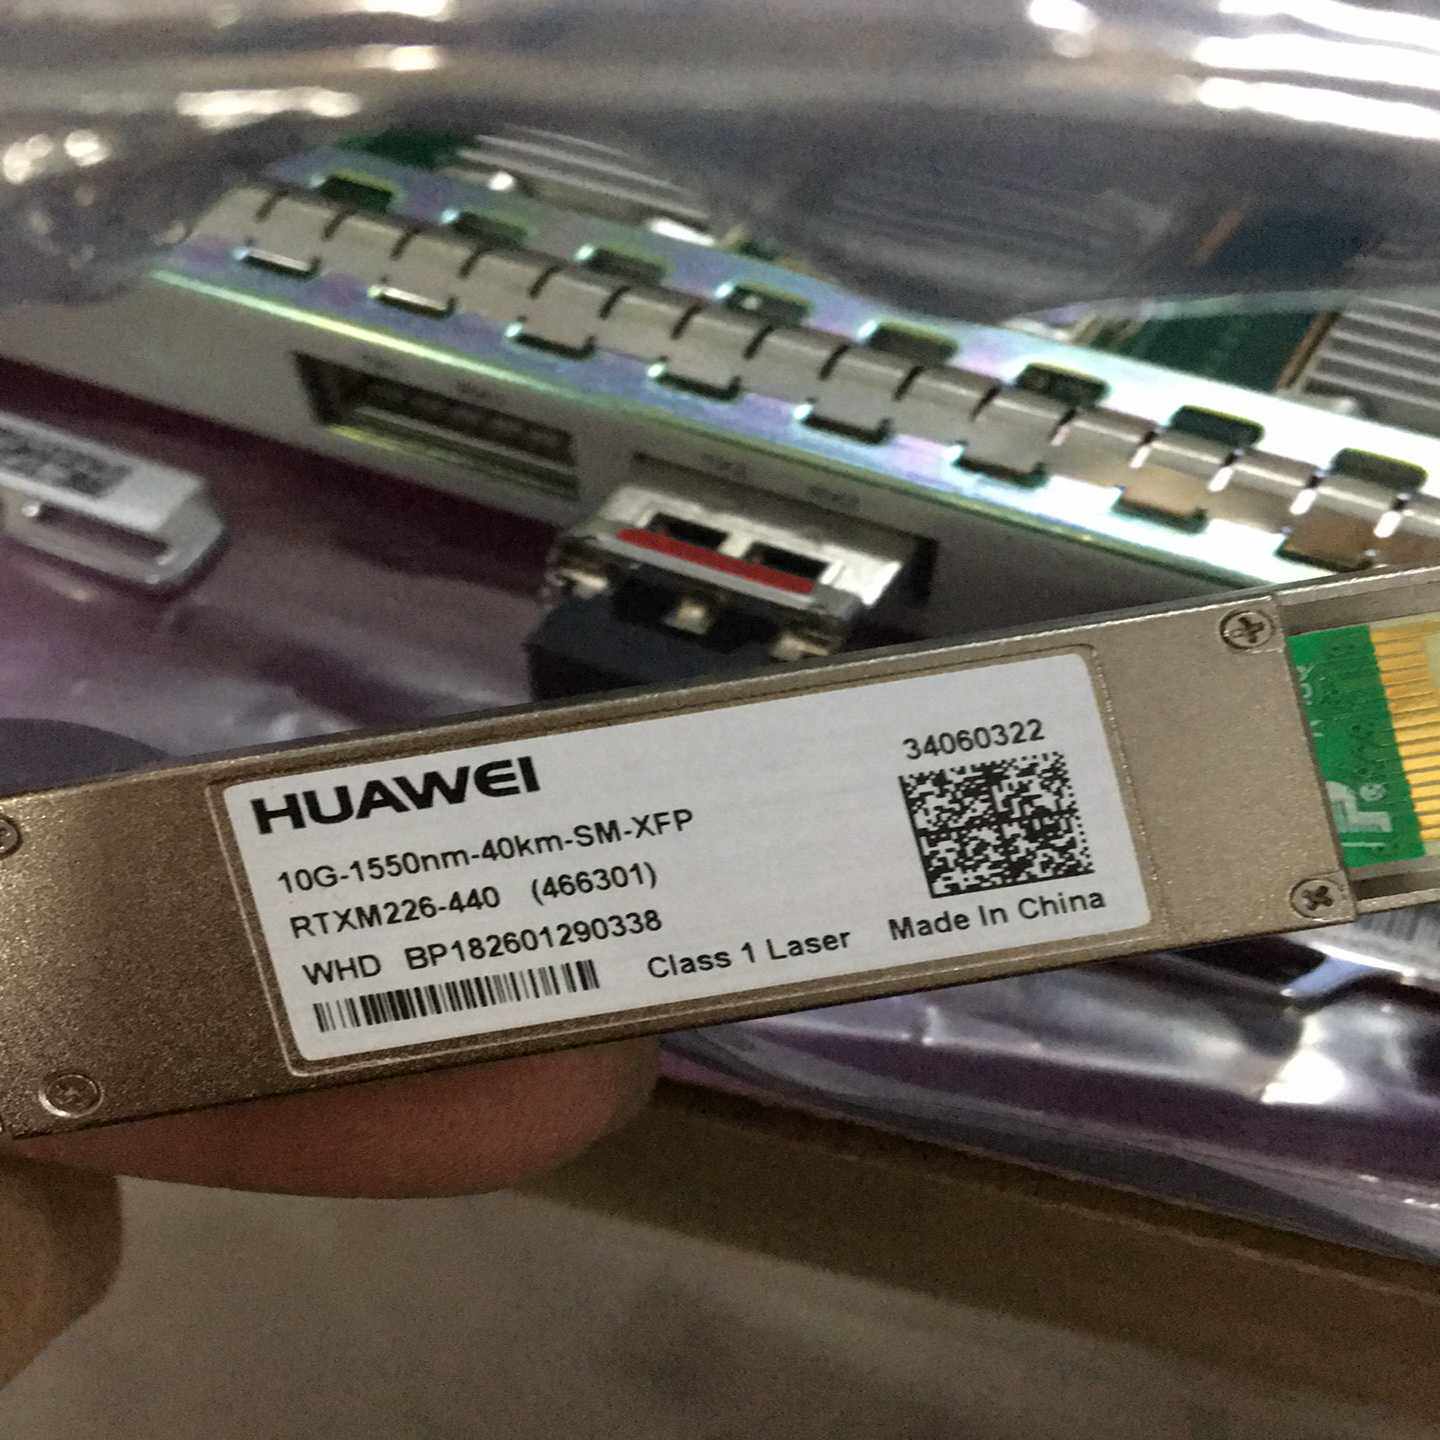 HUAWEI
10G-1550nm-40km-SM-XFP
RTXM226-440 (466301)
WHD BP182601290338
34060322
Class 1 Laser Made In China